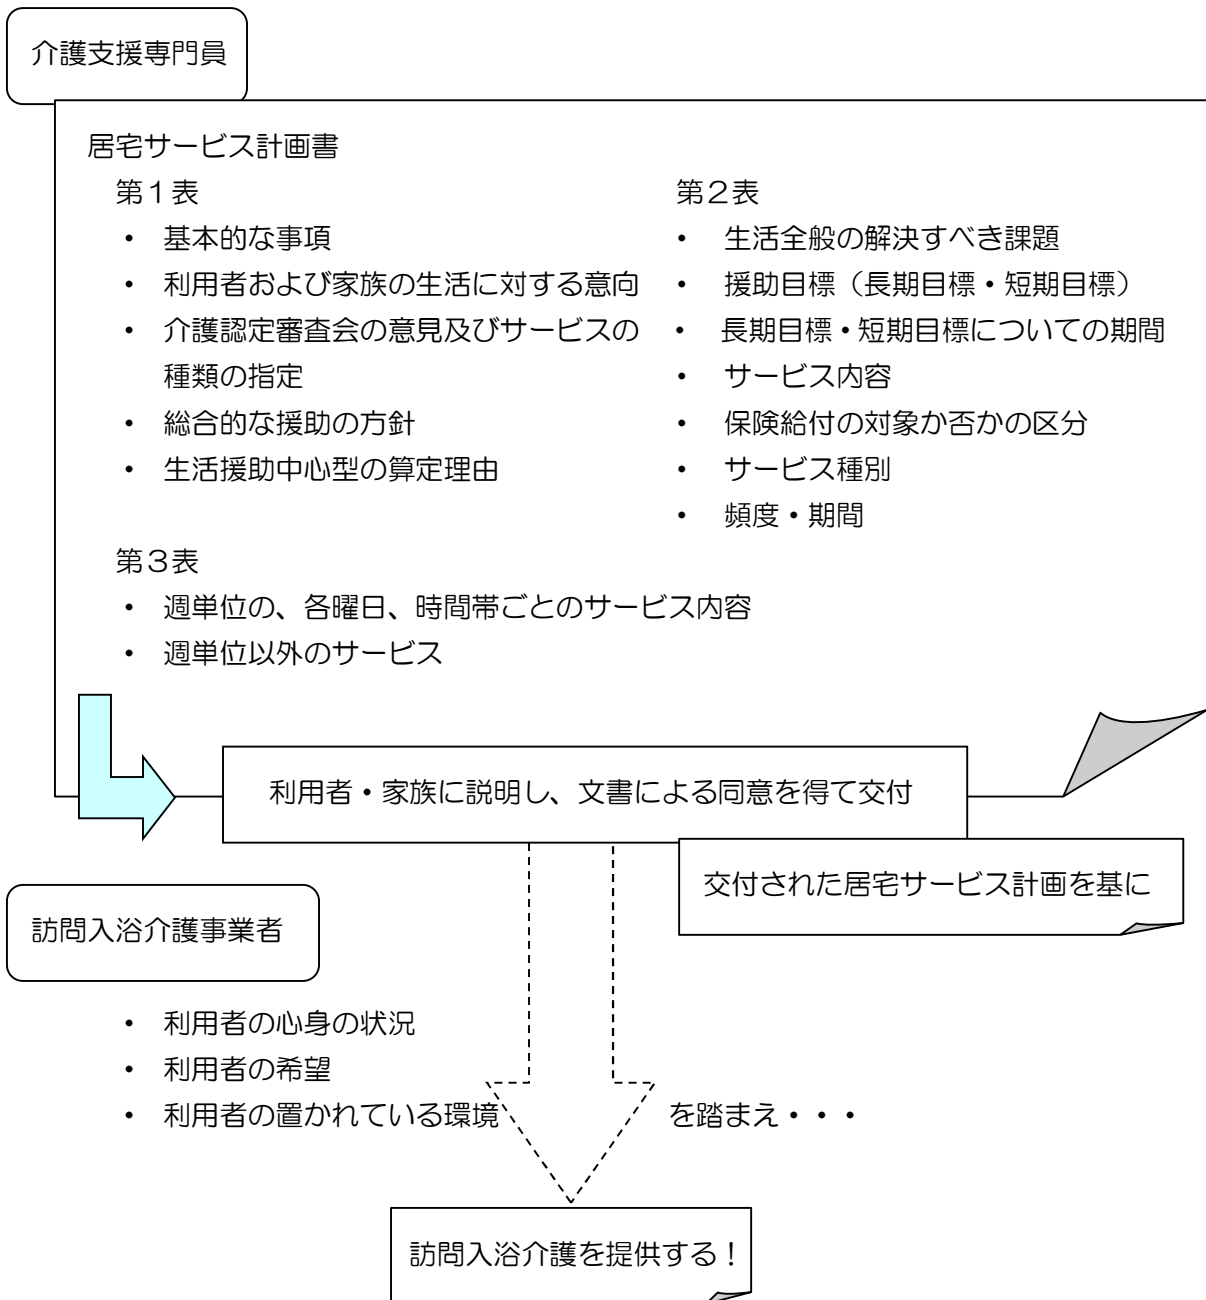 介護支援専門員
居宅サービス計画書
第１表
・ 基本的な事項
・ 利用者および家族の生活に対する意向
・ 介護認定審査会の意見及びサービスの
種類の指定
・ 総合的な援助の方針
・ 生活援助中心型の算定理由
第２表
・ 生活全般の解決すべき課題
・ 援助目標（長期目標・短期目標）
・ 長期目標・短期目標についての期間
・ サービス内容
・ 保険給付の対象か否かの区分
・ サービス種別
・ 頻度・期間
第３表
・ 週単位の、各曜日、時間帯ごとのサービス内容
・ 週単位以外のサービス
利用者・家族に説明し、文書による同意を得て交付
交付された居宅サービス計画を基に
訪問入浴介護事業者
・ 利用者の心身の状況
・ 利用者の希望
・ 利用者の置かれている環境 を踏まえ・・・
訪問入浴介護を提供する！